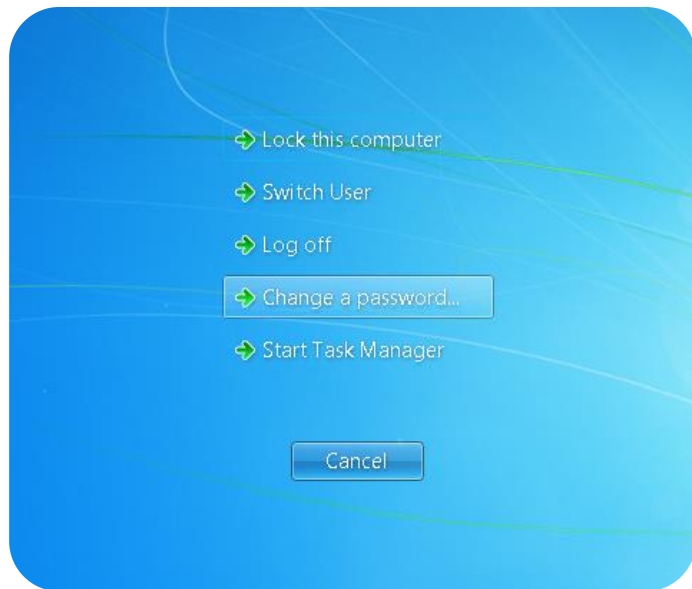 Lock this computer
Switch User
Log off
Change a password...
Start Task Manager
Cancel